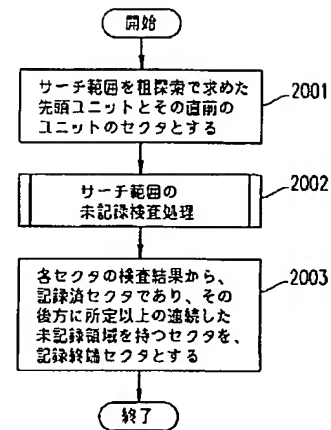 開始
サーチ範囲を粗探索で求めた
先頭ユニットとその直前の
ユニットのセクタとする
2001
サーチ範囲の
未記録検査処理
2002
各セクタの検査結果から、
記録済セクタであり、その
後方に所定以上の連続した
未記録領域を持つセクタを、
記録終端セクタとする
2003
終了